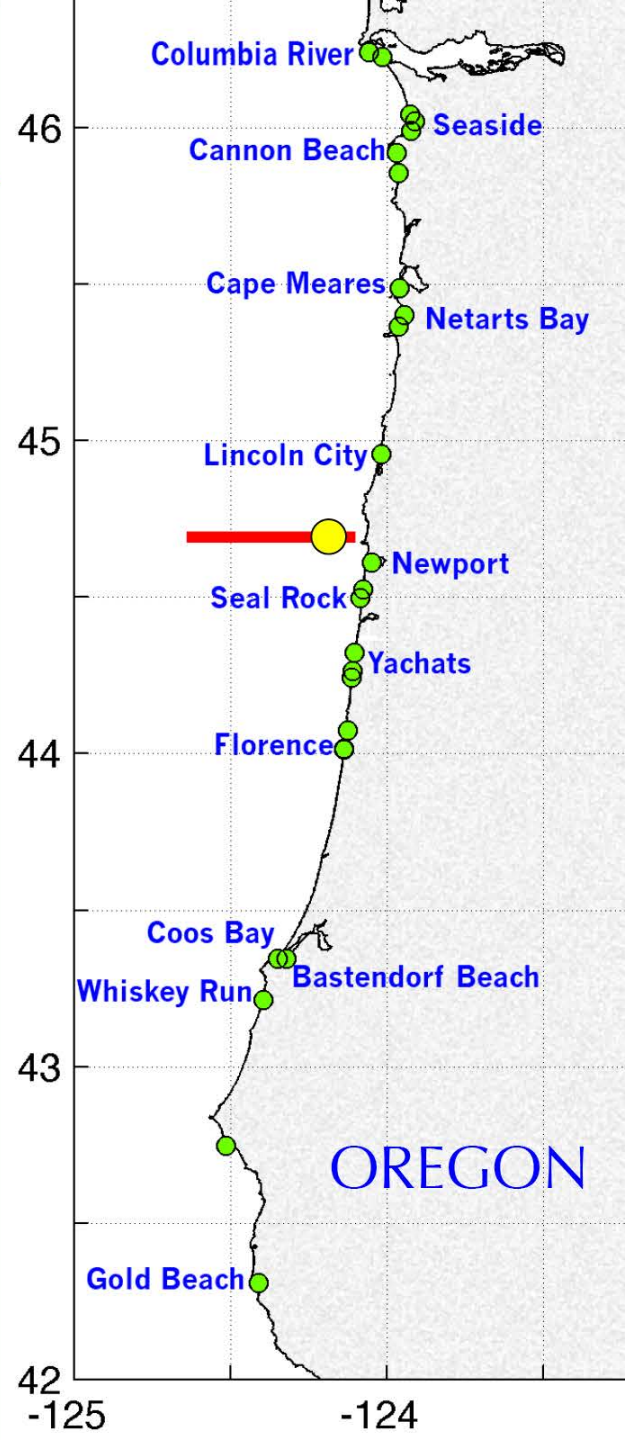 Columbia River
46
Seaside
Cannon Beach
Cape Meares
Netarts Bay
45
Lincoln City
Newport
Seal Rock
Yachats
Florence
44
Coos Bay
Bastendorf Beach
Whiskey Run
43
OREGON
Gold Beach
42
-125
-124